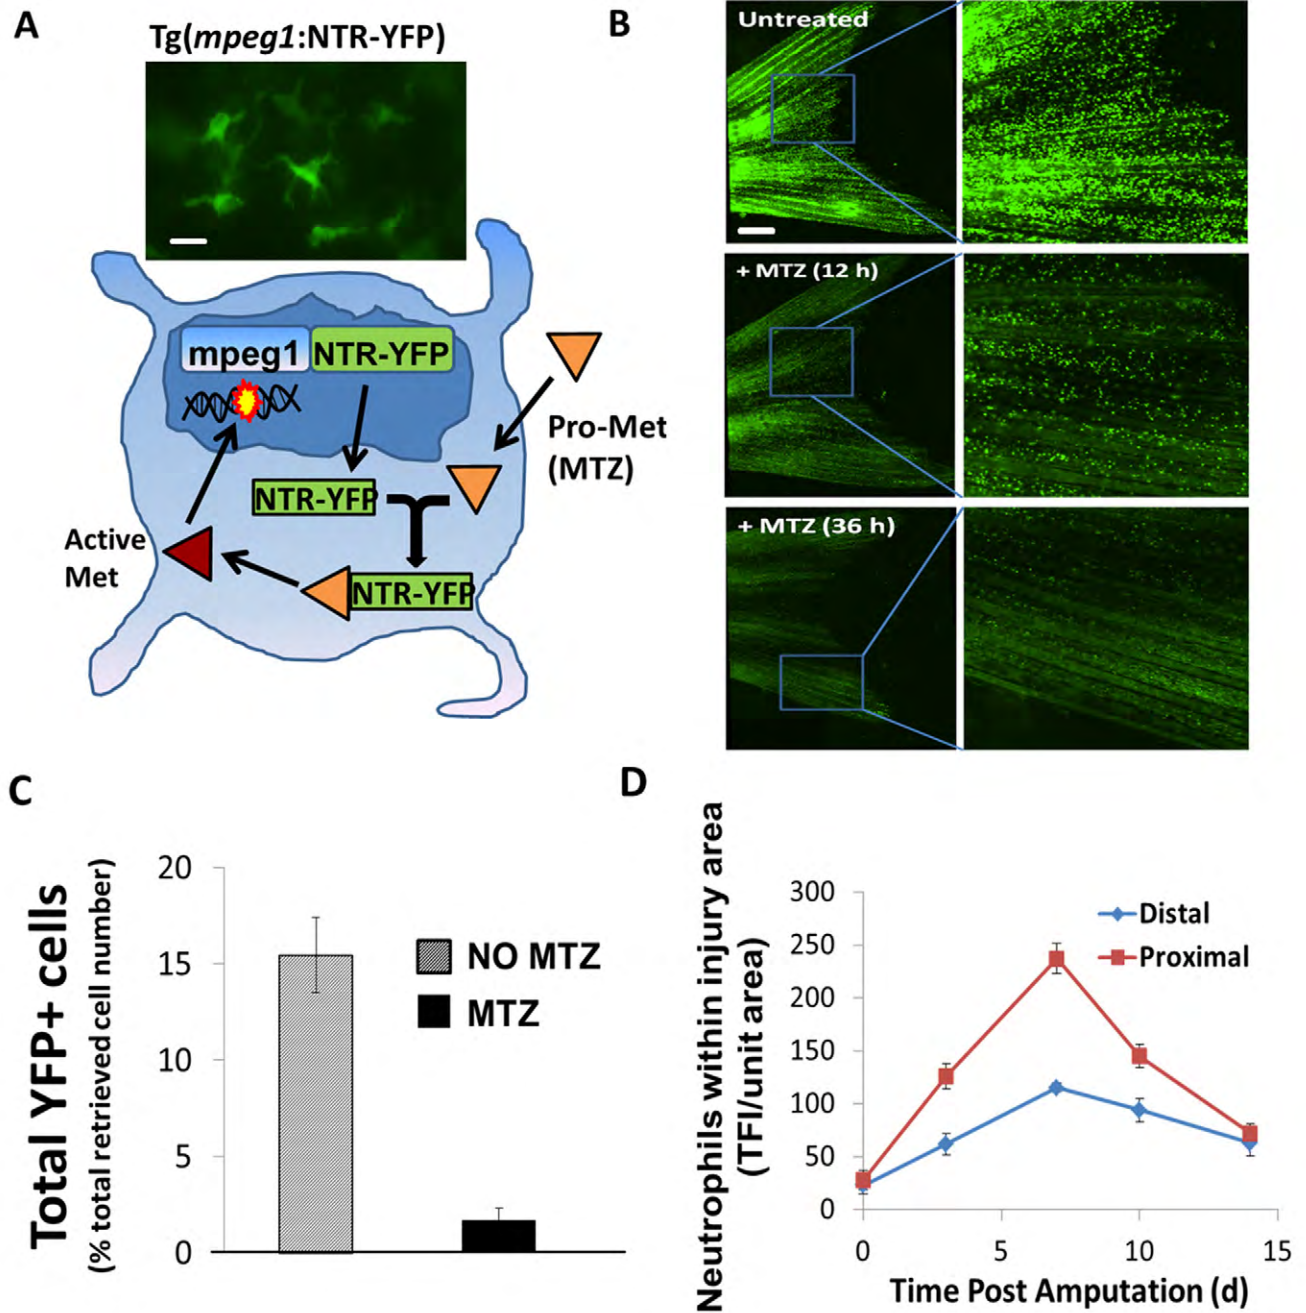 A
Tg(mpeg1:NTR-YFP)
mpeg1
NTR-YFP
Pro-Met
(MTZ)
NTR-YFP
Active
Met
NTR-YFP
B
Untreated
+ MTZ (12 h)
+ MTZ (36 h)
C
Total YFP+ cells
(% total retrieved cell number)
20
15
10
5
0
NO MTZ
MTZ
D
Neutrophils within injury area
(TFI/unit area)
300
250
200
150
100
50
0
Distal
Proximal
0
5
10
15
Time Post Amputation (d)